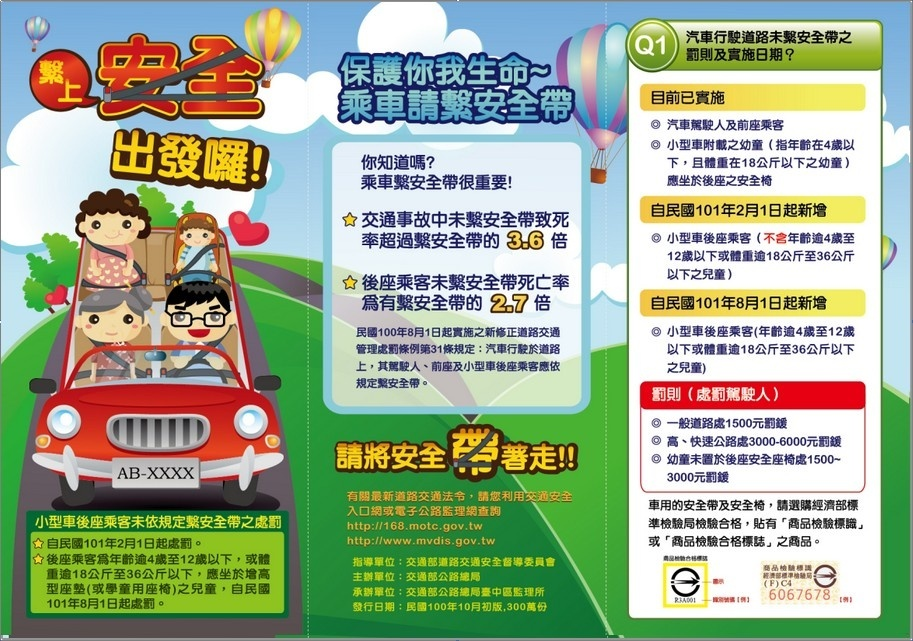 繫上
安全
出發囉!
AB-XXXX
小型車後座乘客未依規定繫安全帶之處罰
自民國101年2月1日起處罰。
後座乘客為年齡逾4歲至12歲以下，或體
重逾18公斤至36公斤以下，應坐於增高
型座墊(或學童用座椅)之兒童，自民國
101年8月1日起處罰。
保護你我生命~
乘車請繫安全帶
你知道嗎?
乘車繫安全帶很重要!
交通事故中未繫安全帶致死
率超過繫安全帶的 3.6 倍
後座乘客未繫安全帶死亡率
為有繫安全帶的 2.7 倍
民國100年8月1日起實施之新修正道路交通
管理處罰條例第31條規定：汽車行駛於道路
上，其駕駛人、前座及小型車後座乘客應依
規定繫安全帶。
請將安全帶著走!!
有關最新道路交通法令，請您利用交通安全
入口網或電子公路監理網查詢
http://168.motc.gov.tw
http://www.mvdis.gov.tw
指導單位：交通部道路交通安全督導委員會
主辦單位：交通部公路總局
承辦單位：交通部公路總局臺中區監理所
發行日期：民國100年10月初版,300萬份
Q1 汽車行駛道路未繫安全帶之
罰則及實施日期？
目前已實施
◎ 汽車駕駛人及前座乘客
◎ 小型車附載之幼童（指年齡在4歲以
下，且體重在18公斤以下之幼童）
應坐於後座之安全椅
自民國101年2月1日起新增
◎ 小型車後座乘客（不含年齡逾4歲至
12歲以下或體重逾18公斤至36公斤
以下之兒童）
自民國101年8月1日起新增
◎ 小型車後座乘客(年齡逾4歲至12歲
以下或體重逾18公斤至36公斤以下
之兒童)
罰則（處罰駕駛人）
◎ 一般道路處1500元罰鍰
◎ 高、快速公路處3000-6000元罰鍰
◎ 幼童未置於後座安全座椅處1500~
3000元罰鍰
車用的安全帶及安全椅，請選購經濟部標
準檢驗局檢驗合格，貼有「商品檢驗標識」
或「商品檢驗合格標誌」之商品。
商品檢驗合格標誌
圖示
R3A001
識別號碼【例】
商品檢驗標識
經濟部標準檢驗局
(F) C4
6067678
【例】